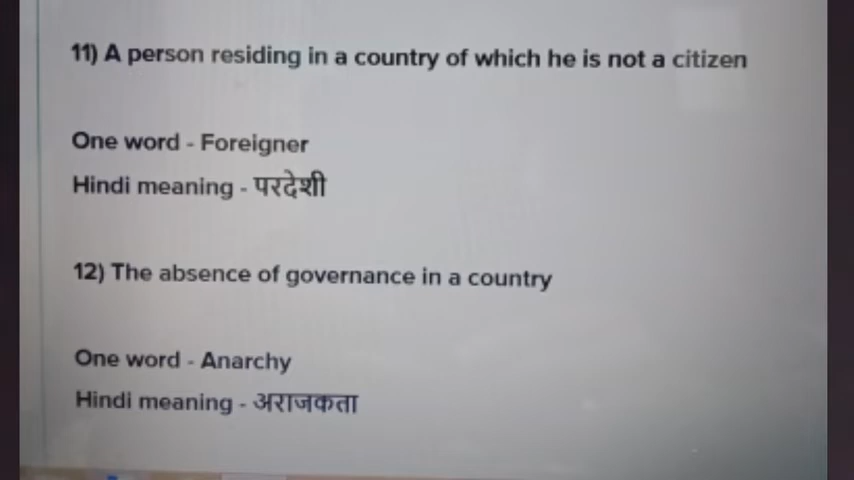 11) A person residing in a country of which he is not a citizen
One word - Foreigner
Hindi meaning - परदेशी
12) The absence of governance in a country
One word - Anarchy
Hindi meaning - अराजकता